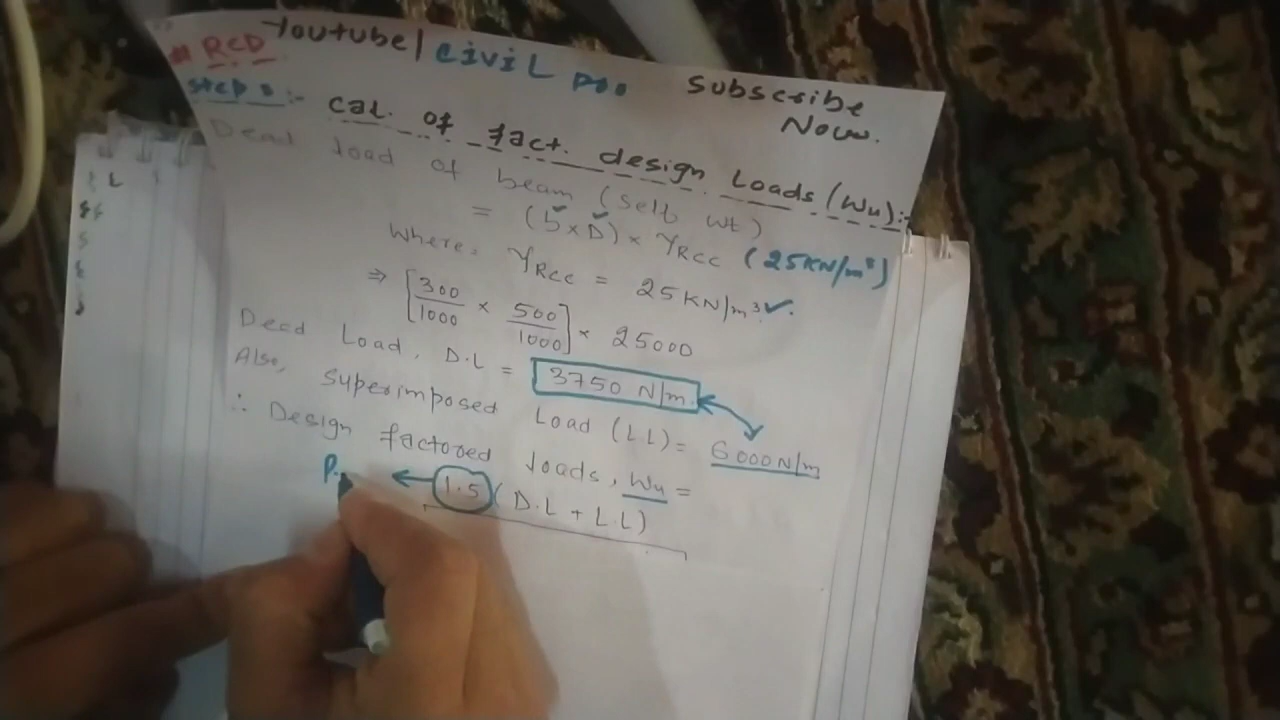 Youtube | CiViL pro Subscribe Now.
# RCD
step :-
cal. of fact. design Loads (Wu):-
Dead load of beam (self wt)
= (b × D) × γRCC (25KN/m³)
Where, γRCC = 25KN/m³ ✓
⇒ [300/1000 × 500/1000] × 25000
Dead Load, D.L = 3750 N/m
Also, Superimposed Load (LL) = 6000N/m
∴ Design factored loads, Wu =
P. ← 1.5 (D.L + L.L)